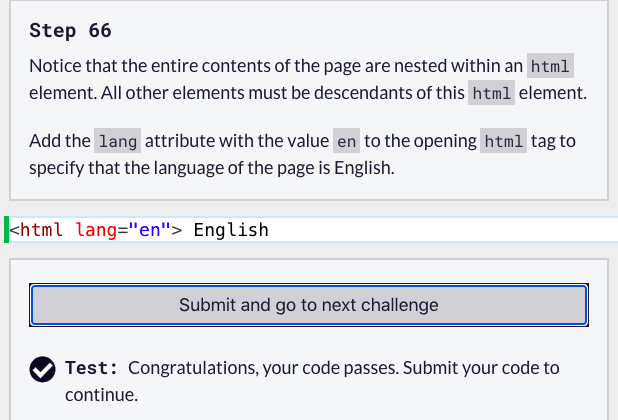 Step 66
Notice that the entire contents of the page are nested within an html
element. All other elements must be descendants of this html element.
Add the lang attribute with the value en to the opening html tag to
specify that the language of the page is English.
<html lang="en"> English
Submit and go to next challenge
Test: Congratulations, your code passes. Submit your code to
continue.